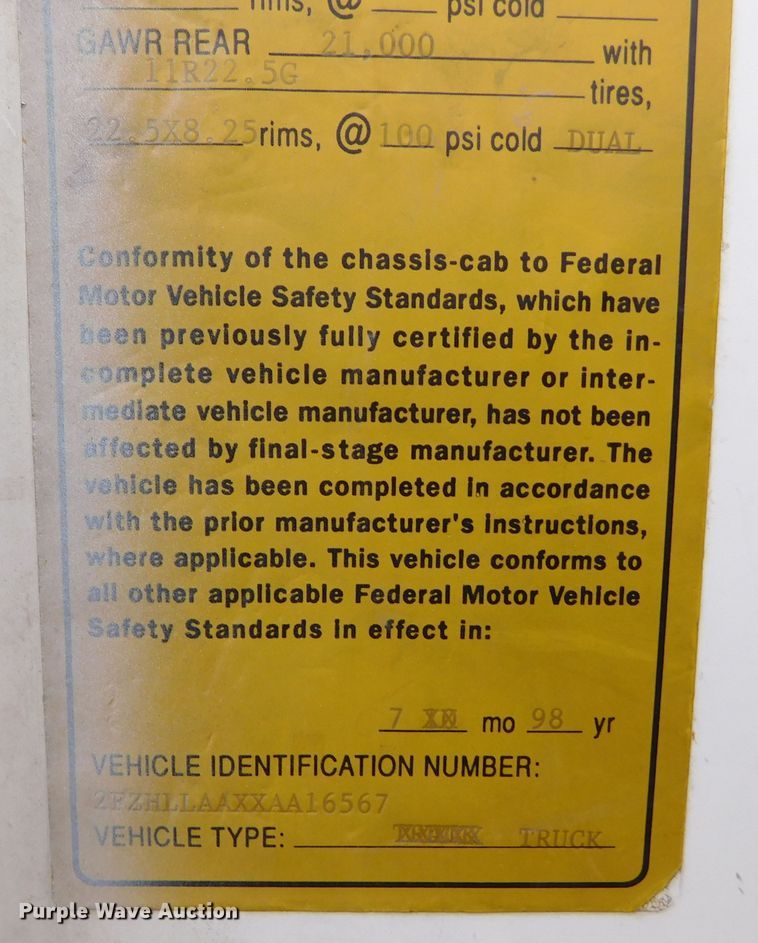 rims, @ psi cold
GAWR REAR 21,000 with
11R22.5G tires,
22.5X8.25 rims, @ 100 psi cold DUAL
Conformity of the chassis-cab to Federal
Motor Vehicle Safety Standards, which have
been previously fully certified by the in-
complete vehicle manufacturer or inter-
mediate vehicle manufacturer, has not been
affected by final-stage manufacturer. The
vehicle has been completed in accordance
with the prior manufacturer's instructions,
where applicable. This vehicle conforms to
all other applicable Federal Motor Vehicle
Safety Standards in effect in:
7 mo 98 yr
VEHICLE IDENTIFICATION NUMBER:
2FZHLLAAXXAA16567
VEHICLE TYPE: TRUCK
Purple Wave Auction